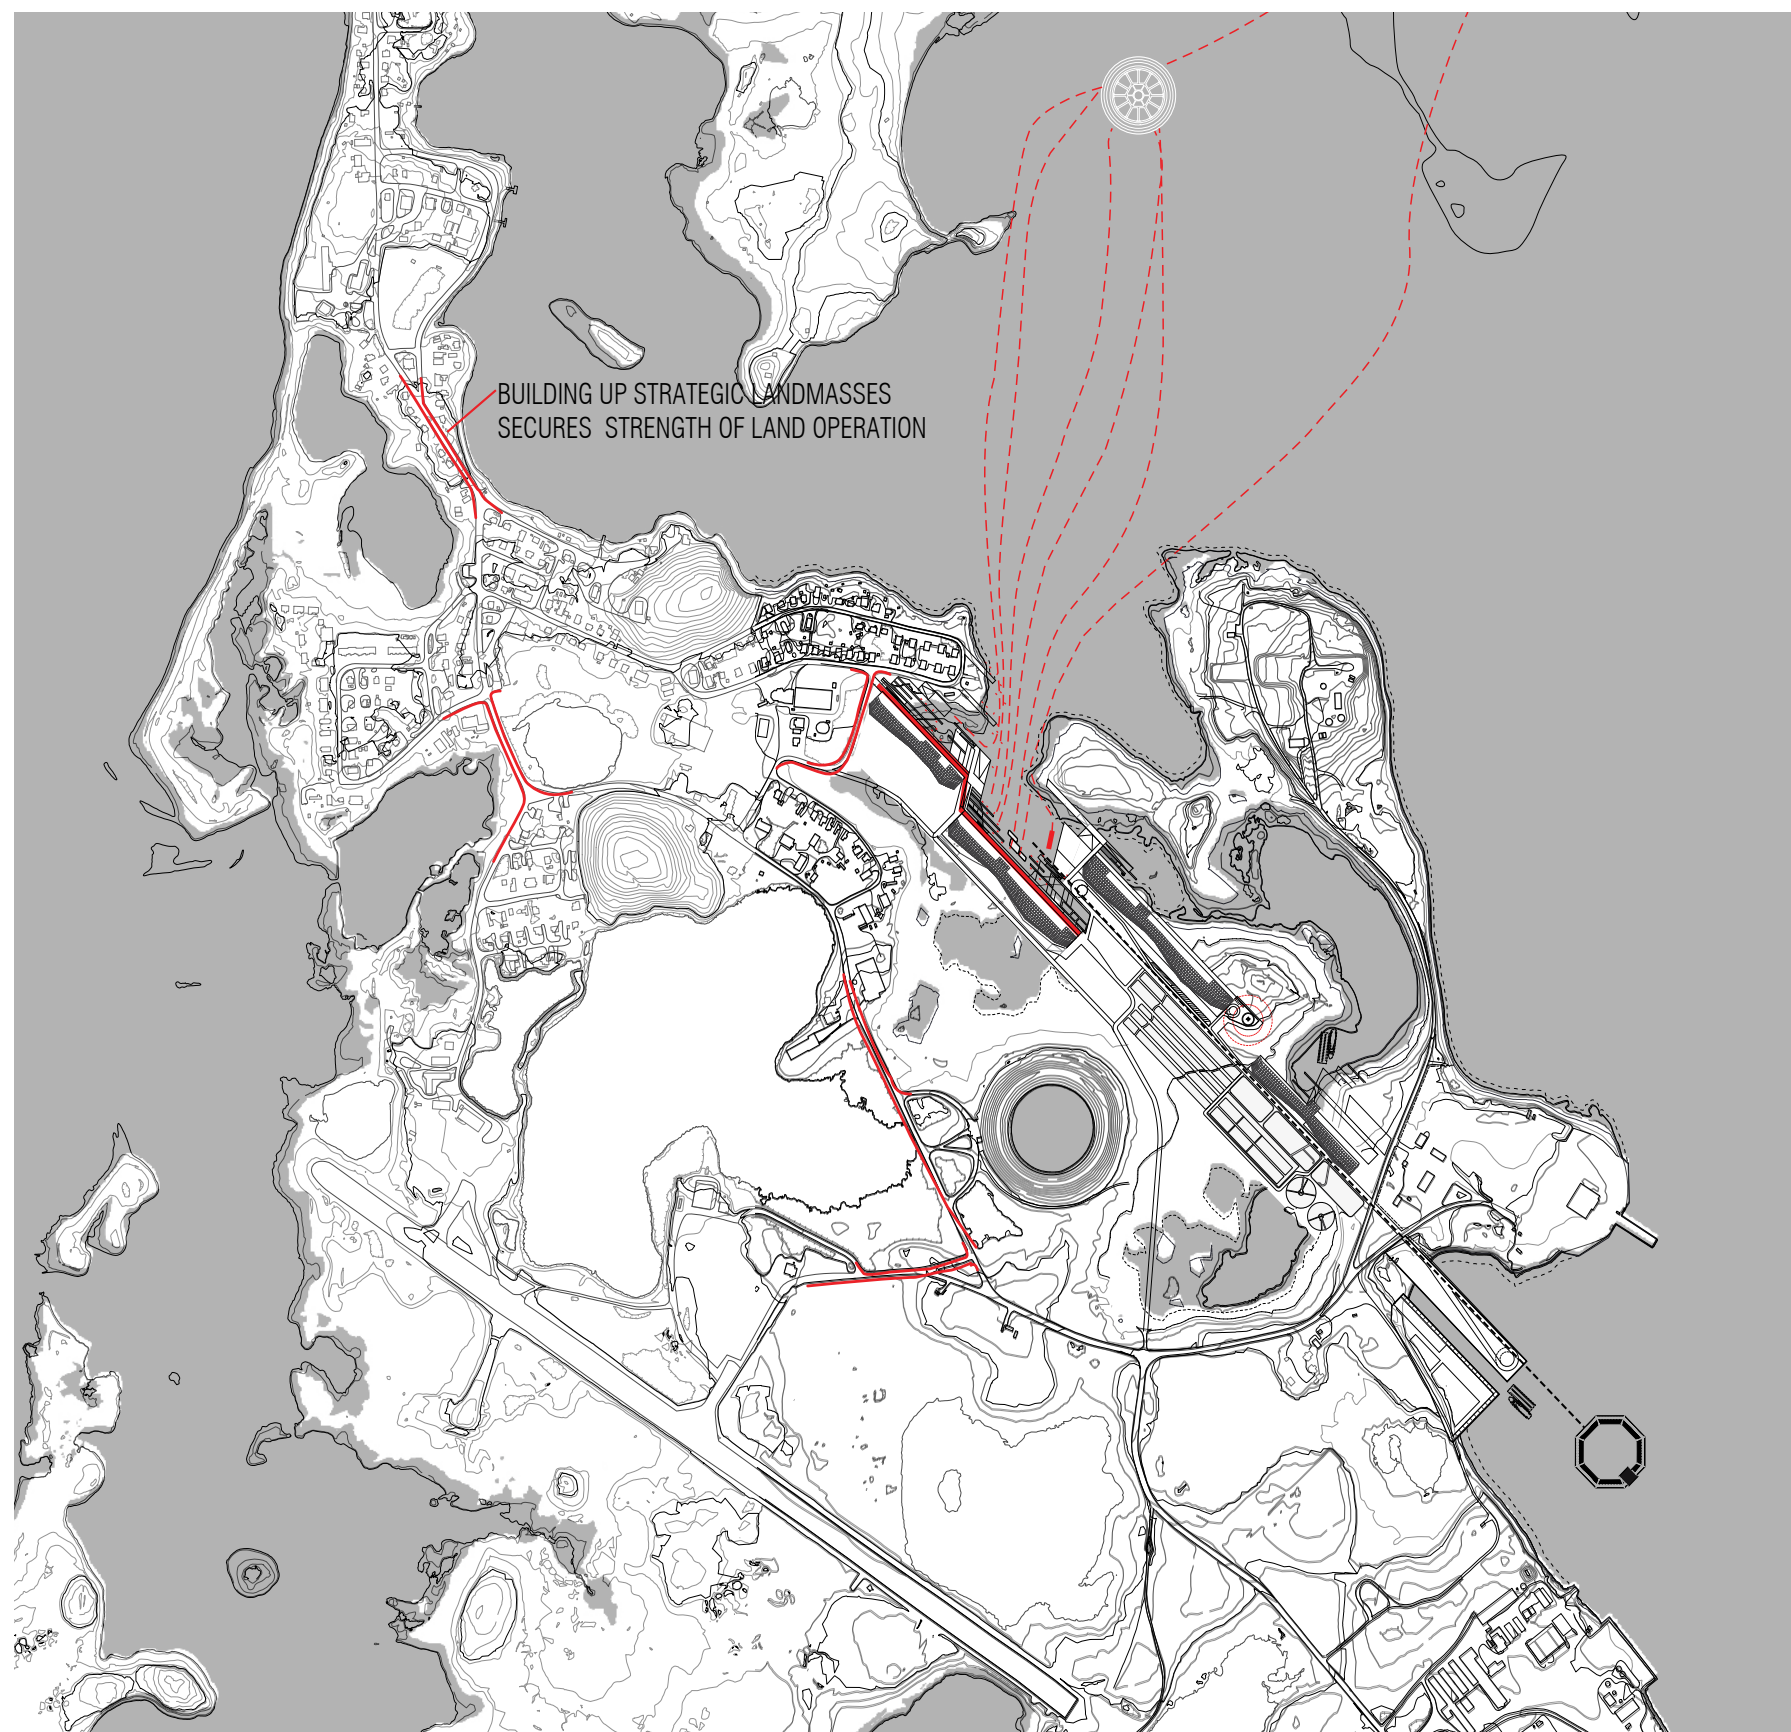 BUILDING UP STRATEGIC LANDMASSES
SECURES  STRENGTH OF LAND OPERATION